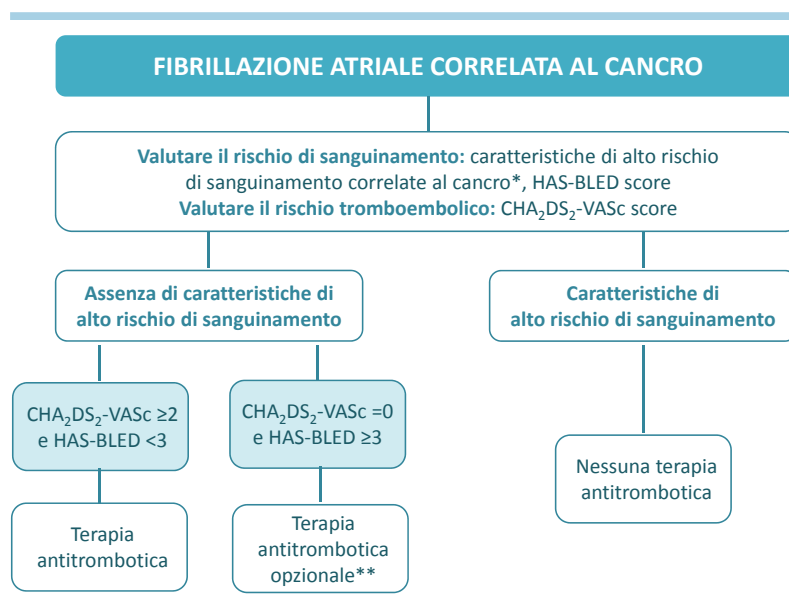 FIBRILLAZIONE ATRIALE CORRELATA AL CANCRO
Valutare il rischio di sanguinamento: caratteristiche di alto rischio
di sanguinamento correlate al cancro*, HAS-BLED score
Valutare il rischio tromboembolico: CHA₂DS₂-VASc score
Assenza di caratteristiche di
alto rischio di sanguinamento
Caratteristiche di
alto rischio di sanguinamento
CHA₂DS₂-VASc ≥2
e HAS-BLED <3
CHA₂DS₂-VASc =0
e HAS-BLED ≥3
Nessuna terapia
antitrombotica
Terapia
antitrombotica
Terapia
antitrombotica
opzionale**